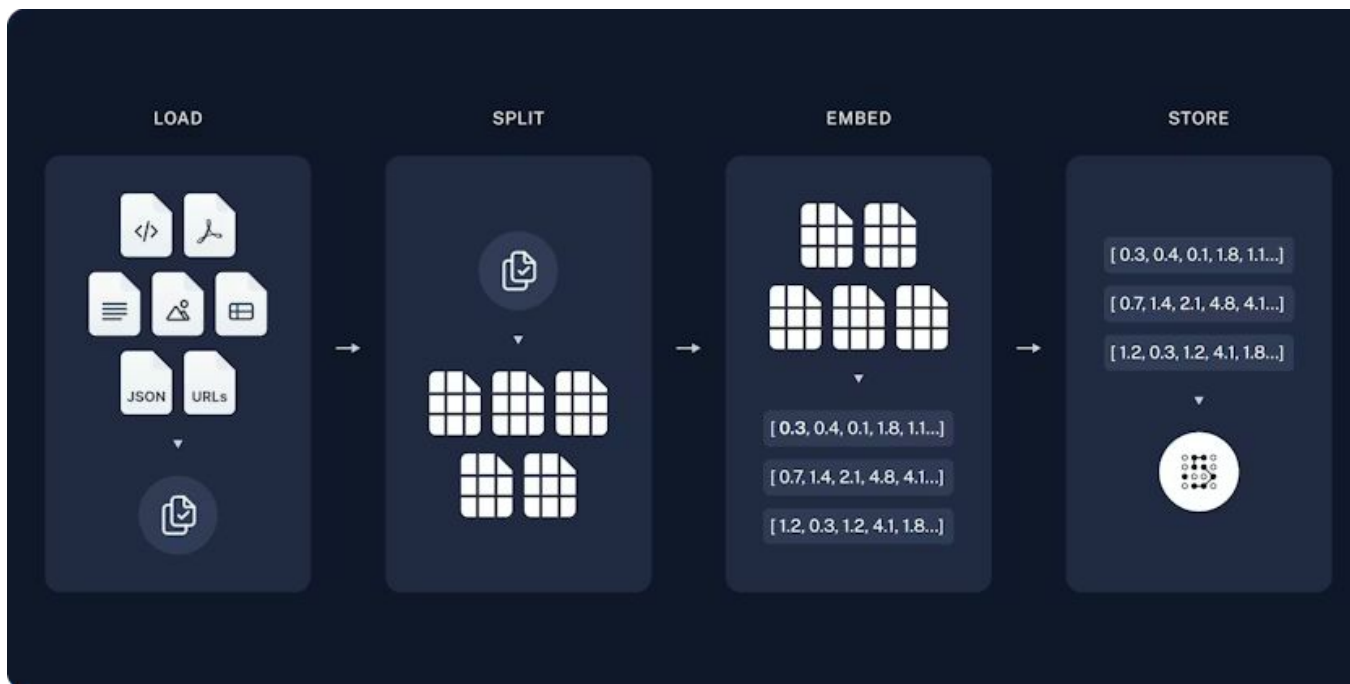 LOAD
SPLIT
EMBED
STORE
</>
JSON
URLs
[ 0.3, 0.4, 0.1, 1.8, 1.1...]
[ 0.7, 1.4, 2.1, 4.8, 4.1...]
[ 1.2, 0.3, 1.2, 4.1, 1.8...]
[ 0.3, 0.4, 0.1, 1.8, 1.1...]
[ 0.7, 1.4, 2.1, 4.8, 4.1...]
[ 1.2, 0.3, 1.2, 4.1, 1.8...]